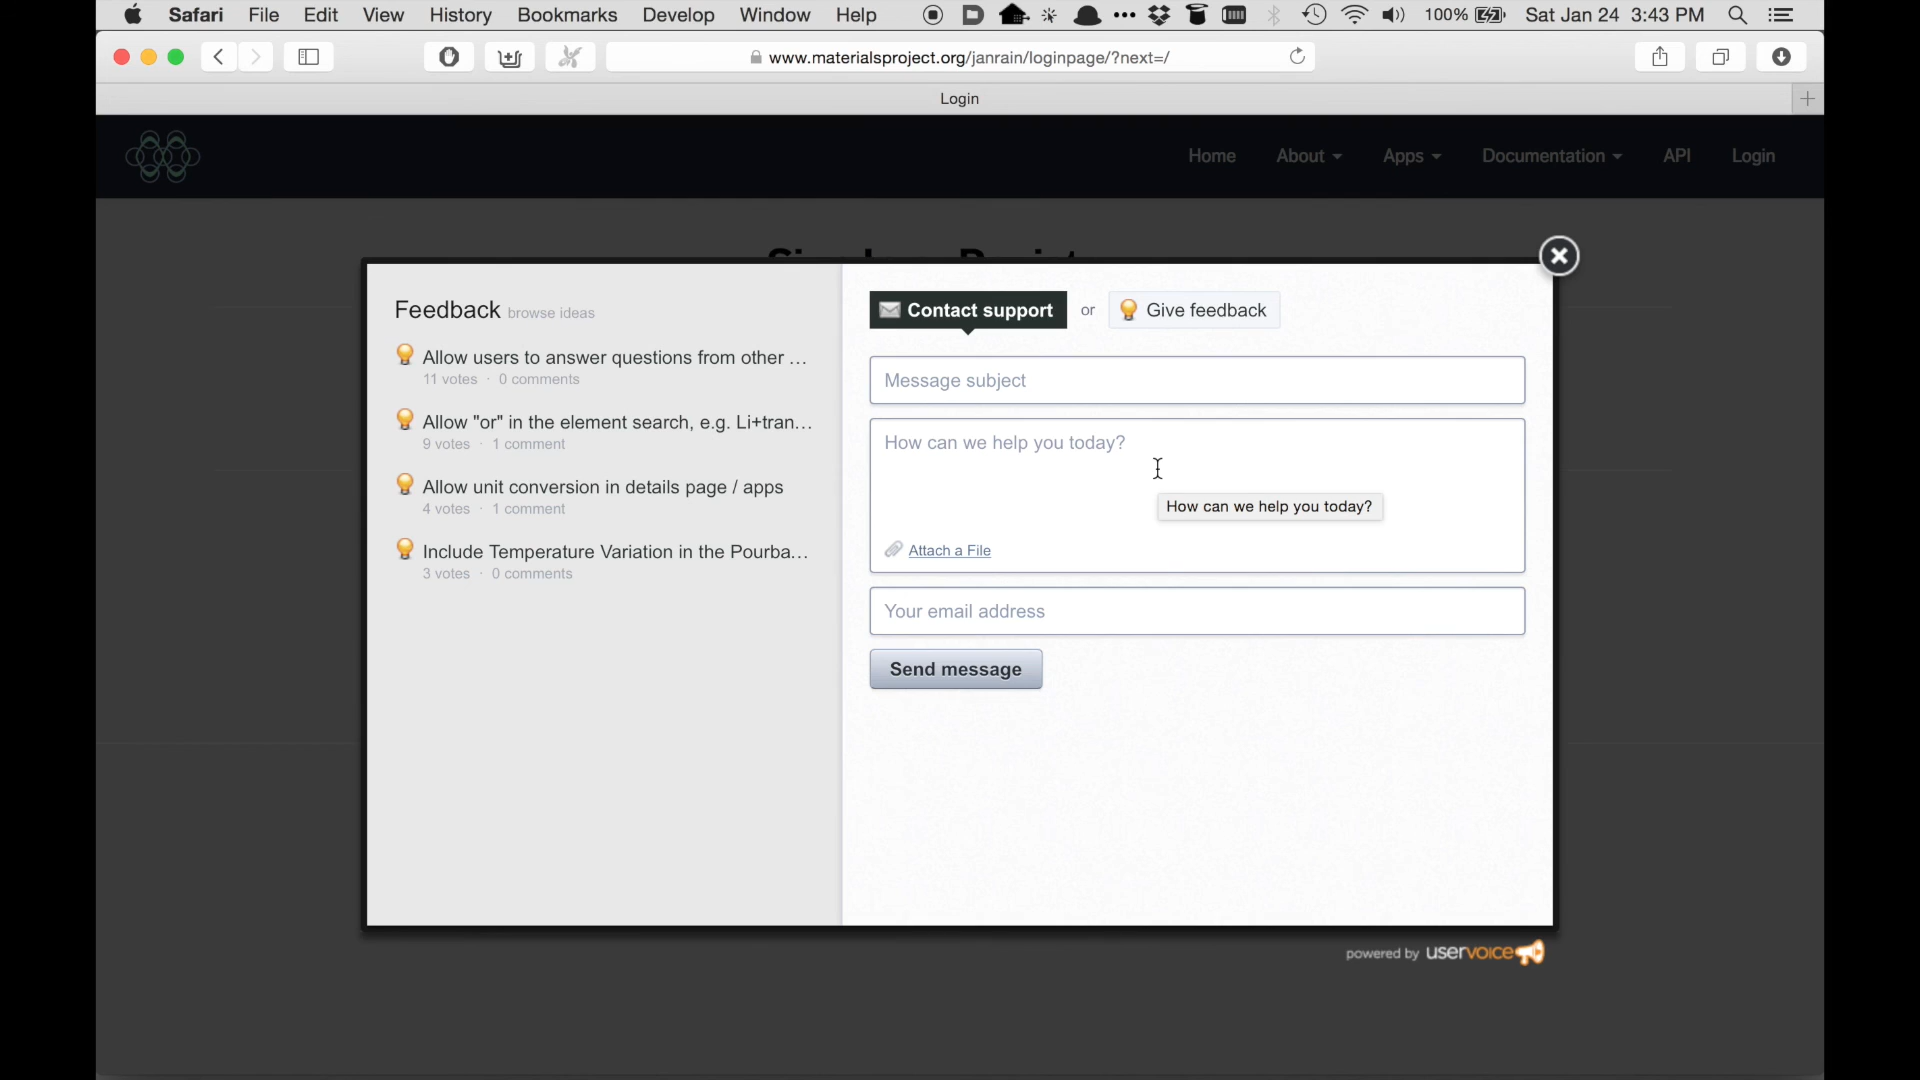 Safari File Edit View History Bookmarks Develop Window Help 100% Sat Jan 24 3:43 PM
www.materialsproject.org/janrain/loginpage/?next=/
Login
Home About Apps Documentation API Login
Feedback browse ideas
Allow users to answer questions from other ...
11 votes · 0 comments
Allow "or" in the element search, e.g. Li+tran...
9 votes · 1 comment
Allow unit conversion in details page / apps
4 votes · 1 comment
Include Temperature Variation in the Pourba...
3 votes · 0 comments
Contact support or Give feedback
Message subject
How can we help you today?
How can we help you today?
Attach a File
Your email address
Send message
powered by uservoice